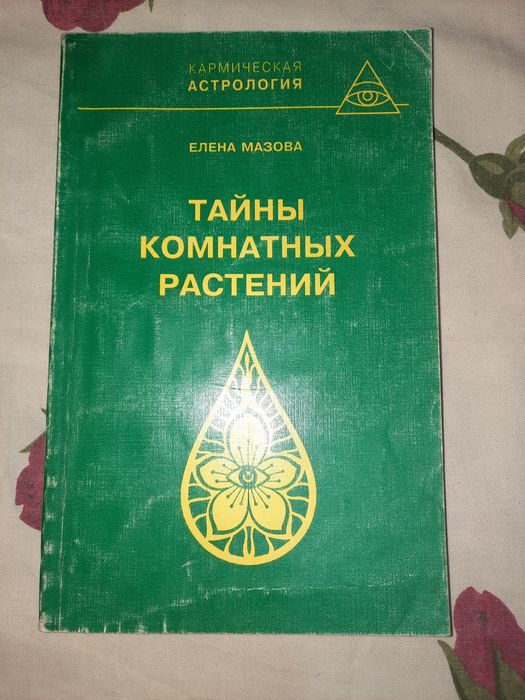 КАРМИЧЕСКАЯ
АСТРОЛОГИЯ
ЕЛЕНА МАЗОВА
ТАЙНЫ
КОМНАТНЫХ
РАСТЕНИЙ